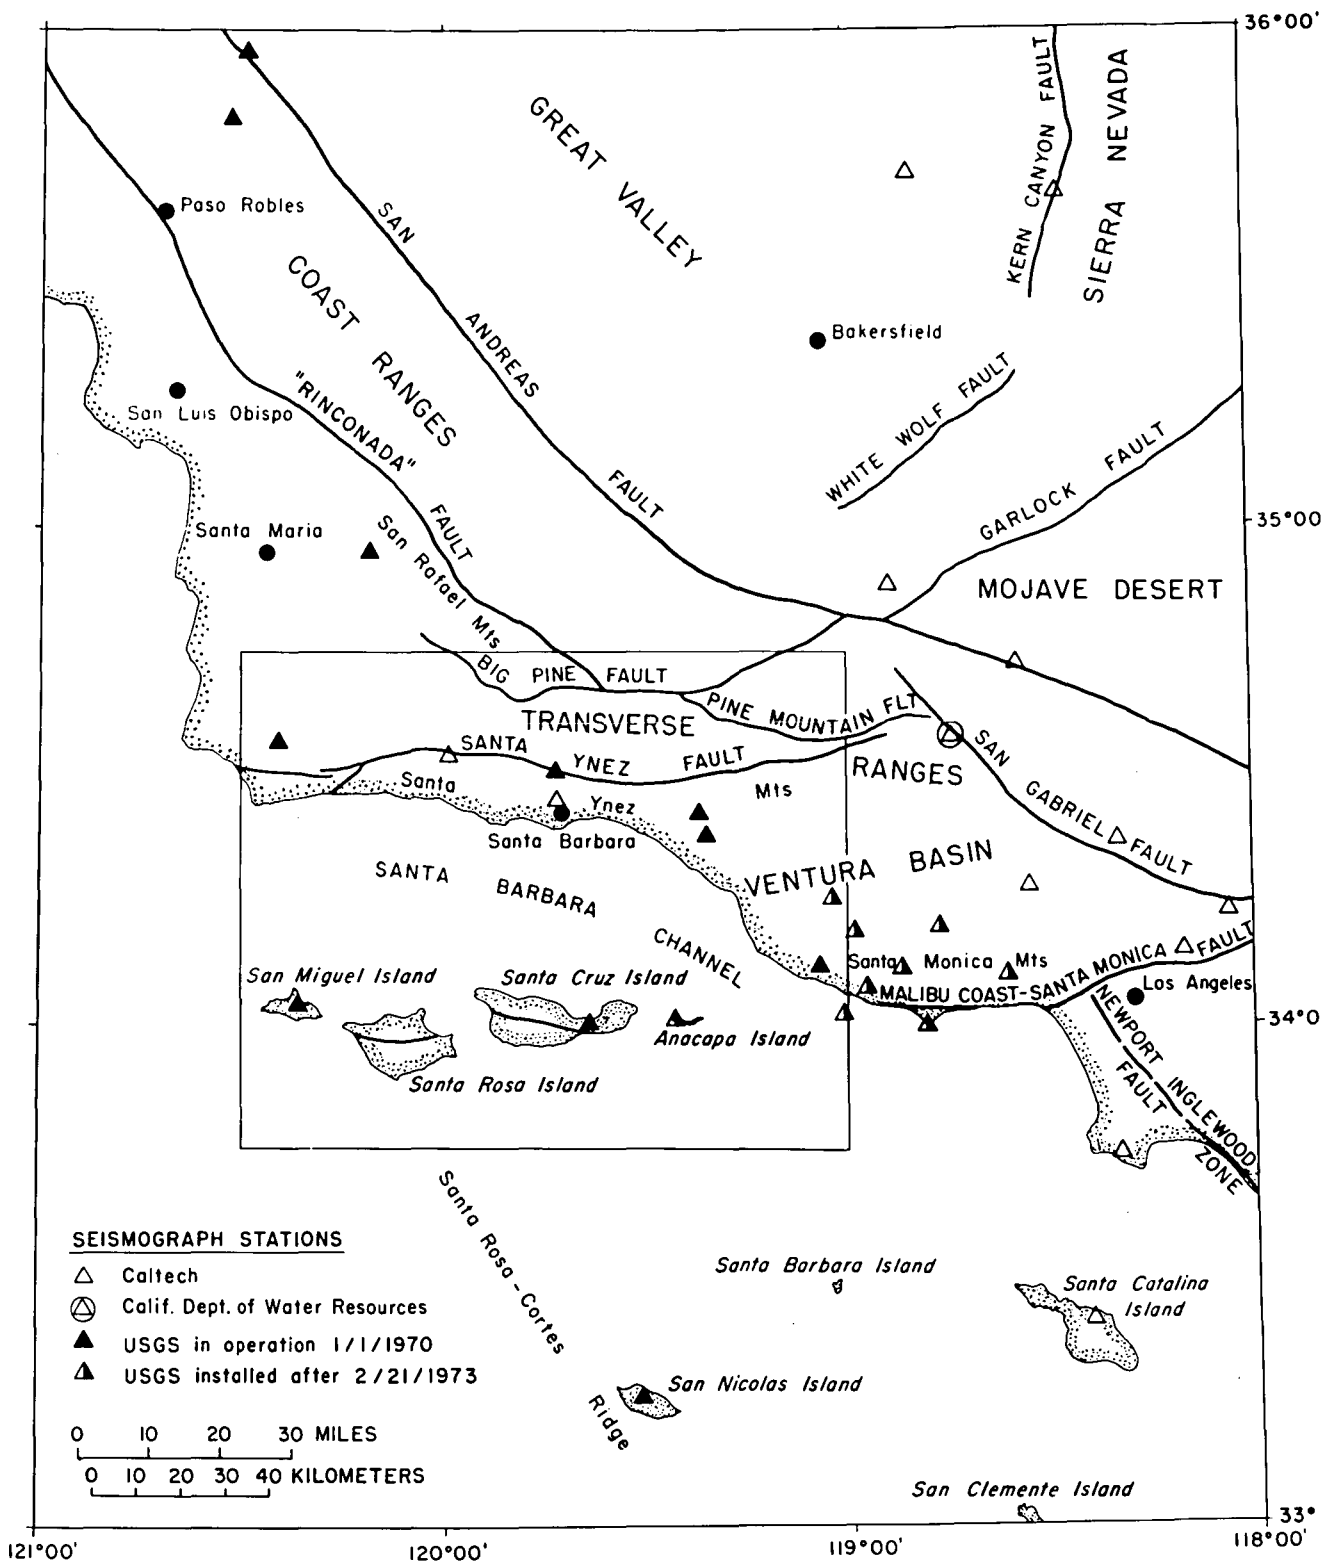 36°00'
KERN CANYON FAULT
SIERRA NEVADA
GREAT VALLEY
Paso Robles
SAN ANDREAS FAULT
COAST RANGES
Bakersfield
San Luis Obispo
"RINCONADA" FAULT
WHITE WOLF FAULT
GARLOCK FAULT
35°00
Santa Maria
San Rafael Mts
MOJAVE DESERT
BIG PINE FAULT
PINE MOUNTAIN FLT
TRANSVERSE RANGES
SANTA YNEZ FAULT
SAN GABRIEL FAULT
Santa Ynez Mts
Santa Barbara
SANTA BARBARA CHANNEL
VENTURA BASIN
Santa Monica Mts
MALIBU COAST-SANTA MONICA FAULT
Los Angeles
San Miguel Island
Santa Cruz Island
Anacapa Island
Santa Rosa Island
34°0
NEWPORT INGLEWOOD
FAULT ZONE
Santa Rosa-Cortes Ridge
SEISMOGRAPH STATIONS
Caltech
Calif. Dept. of Water Resources
USGS in operation 1/1/1970
USGS installed after 2/21/1973
Santa Barbara Island
Santa Catalina
Island
San Nicolas Island
0 10 20 30 MILES
0 10 20 30 40 KILOMETERS
San Clemente Island
33°
121°00' 120°00' 119°00' 118°00'